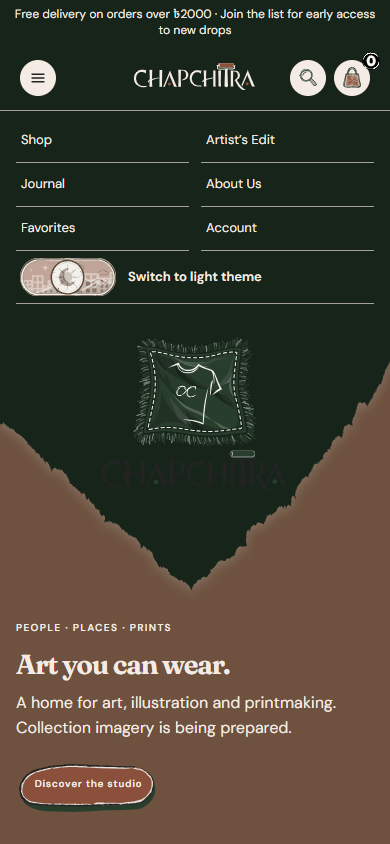 Free delivery on orders over ৳2000 · Join the list for early access
to new drops
CHAPCHITRA
0
Shop
Artist's Edit
Journal
About Us
Favorites
Account
Switch to light theme
OC
CHAPCHITRA
PEOPLE · PLACES · PRINTS
Art you can wear.
A home for art, illustration and printmaking.
Collection imagery is being prepared.
Discover the studio